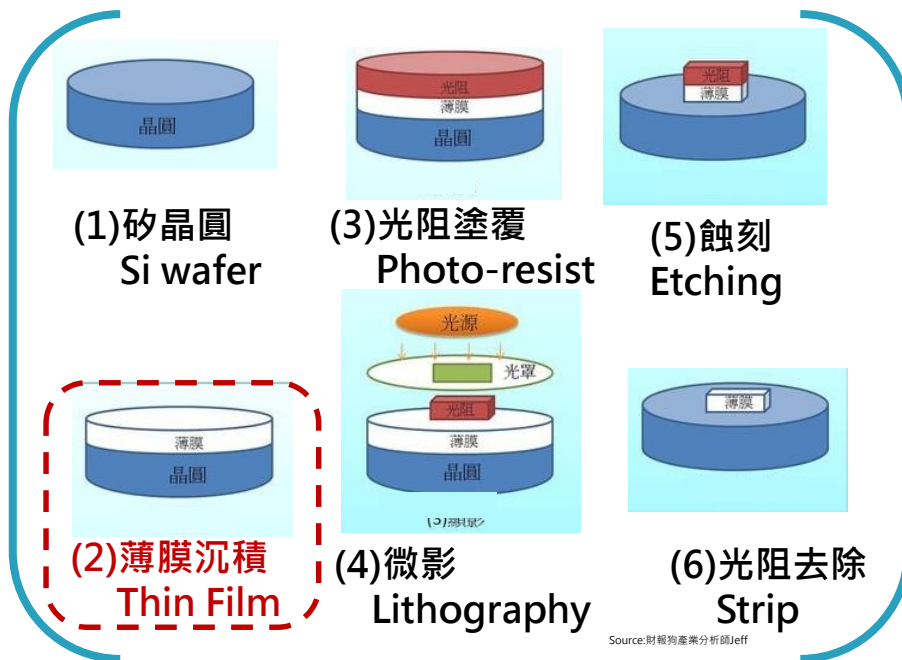 晶圓
(1)矽晶圓
Si wafer
薄膜
晶圓
(2)薄膜沉積
Thin Film
光阻
薄膜
晶圓
(3)光阻塗覆
Photo-resist
光源
光罩
光阻
薄膜
晶圓
(4)微影
Lithography
光阻
薄膜
(5)蝕刻
Etching
薄膜
(6)光阻去除
Strip
Source:財報狗產業分析師Jeff